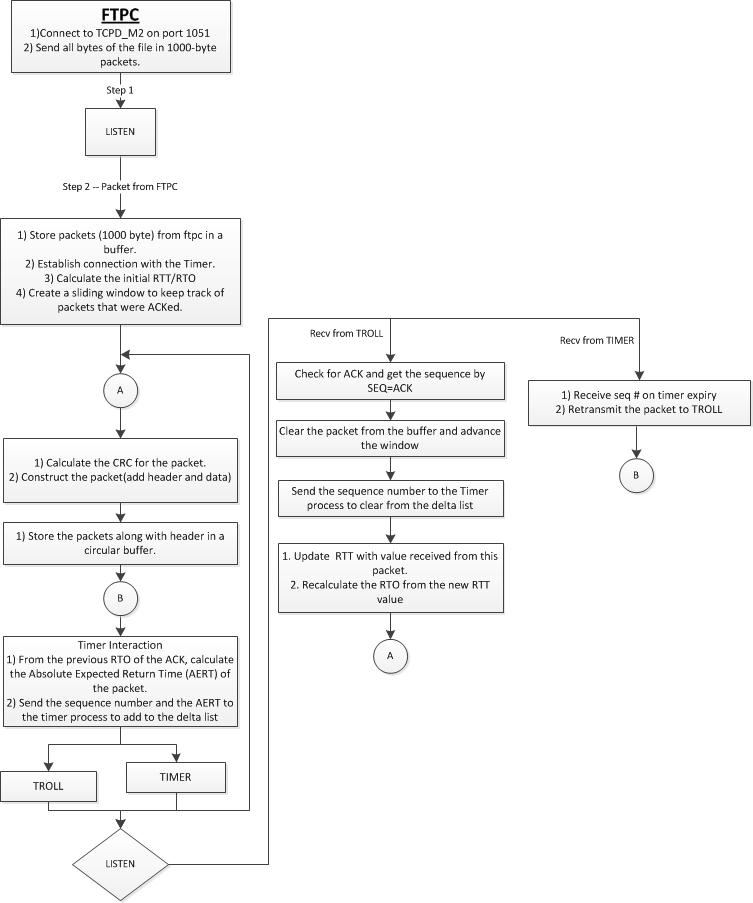 FTPC
1)Connect to TCPD_M2 on port 1051
2) Send all bytes of the file in 1000-byte
packets.
Step 1
LISTEN
Step 2 -- Packet from FTPC
1) Store packets (1000 byte) from ftpc in a
buffer.
2) Establish connection with the Timer.
3) Calculate the initial RTT/RTO
4) Create a sliding window to keep track of
packets that were ACKed.
A
1) Calculate the CRC for the packet.
2) Construct the packet(add header and data)
1) Store the packets along with header in a
circular buffer.
B
Timer Interaction
1) From the previous RTO of the ACK, calculate
the Absolute Expected Return Time (AERT) of
the packet.
2) Send the sequence number and the AERT to
the timer process to add to the delta list
TROLL
TIMER
LISTEN
Recv from TROLL
Check for ACK and get the sequence by
SEQ=ACK
Clear the packet from the buffer and advance
the window
Send the sequence number to the Timer
process to clear from the delta list
1. Update  RTT with value received from this
packet.
2. Recalculate the RTO from the new RTT
value
A
Recv from TIMER
1) Receive seq # on timer expiry
2) Retransmit the packet to TROLL
B